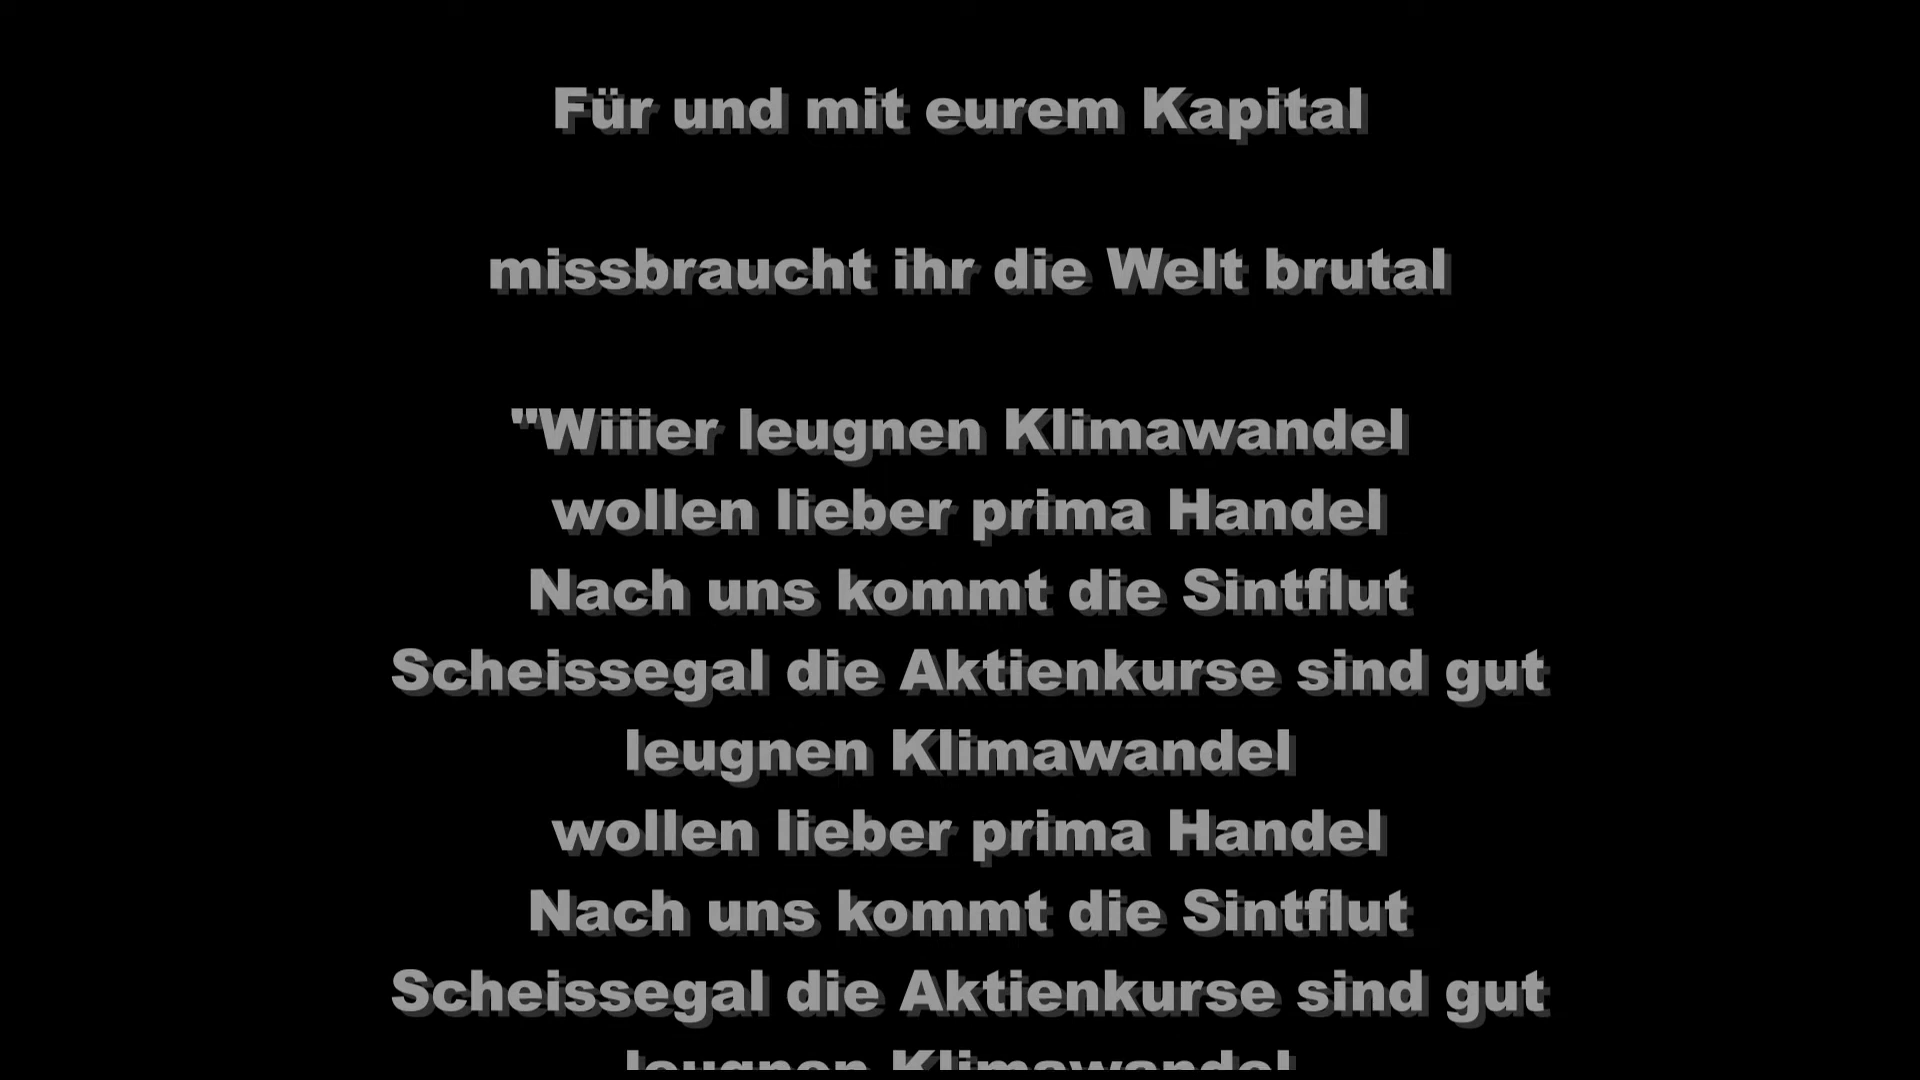 Für und mit eurem Kapital
missbraucht ihr die Welt brutal
"Wiiier leugnen Klimawandel
wollen lieber prima Handel
Nach uns kommt die Sintflut
Scheissegal die Aktienkurse sind gut
leugnen Klimawandel
wollen lieber prima Handel
Nach uns kommt die Sintflut
Scheissegal die Aktienkurse sind gut
leugnen Klimawandel